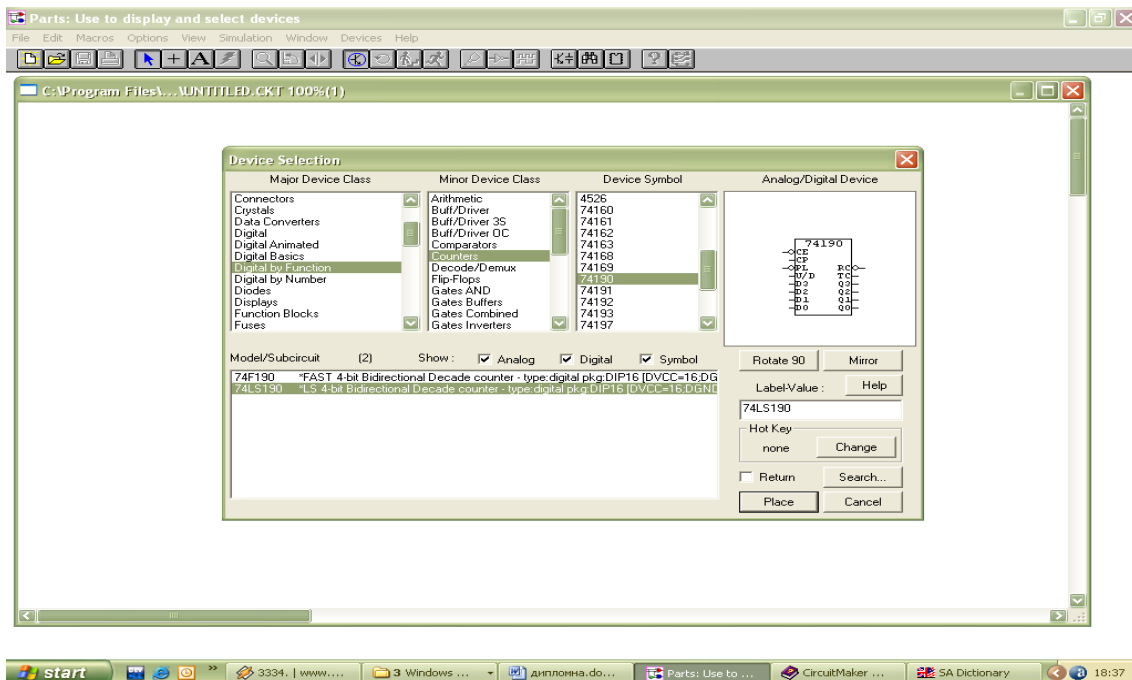 Parts: Use to display and select devices
File Edit Macros Options View Simulation Window Devices Help
C:\Program Files\...\UNTITLED.CKT 100%(1)
Device Selection
Major Device Class
Minor Device Class
Device Symbol
Analog/Digital Device
Connectors
Crystals
Data Converters
Digital
Digital Animated
Digital Basics
Digital by Function
Digital by Number
Diodes
Displays
Function Blocks
Fuses
Arithmetic
Buff/Driver
Buff/Driver 3S
Buff/Driver OC
Comparators
Counters
Decode/Demux
Flip-Flops
Gates AND
Gates Buffers
Gates Combined
Gates Inverters
4526
74160
74161
74162
74163
74168
74169
74190
74191
74192
74193
74197
74190
CE
CP
PL RC
U/D TC
D3 Q3
D2 Q2
D1 Q1
D0 Q0
Model/Subcircuit (2) Show : Analog Digital Symbol
74F190 *FAST 4-bit Bidirectional Decade counter - type:digital pkg:DIP16 [DVCC=16;DG
74LS190 *LS 4-bit Bidirectional Decade counter - type:digital pkg:DIP16 [DVCC=16;DGND
Rotate 90 Mirror
Label-Value : Help
74LS190
Hot Key
none Change
Return Search...
Place Cancel
start » 3334. | www.... 3 Windows ... дипломна.do... Parts: Use to ... CircuitMaker ... SA Dictionary 18:37